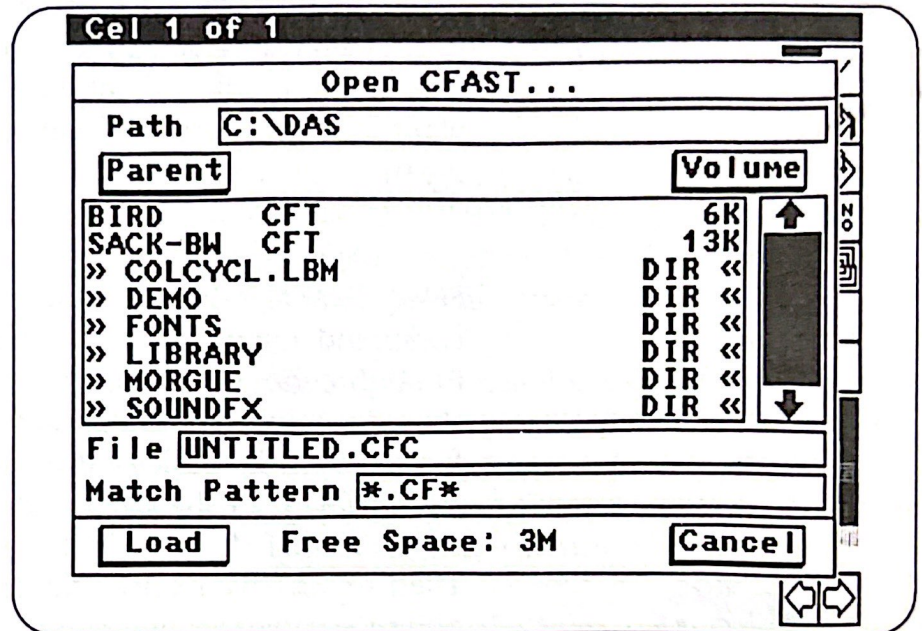 Cel 1 of 1
Open CFAST...
Path C:\DAS
Parent Volume
BIRD CFT 6K
SACK-BW CFT 13K
» COLCYCL.LBM DIR «
» DEMO DIR «
» FONTS DIR «
» LIBRARY DIR «
» MORGUE DIR «
» SOUNDFX DIR «
File UNTITLED.CFC
Match Pattern *.CF*
Load Free Space: 3M Cancel
NO